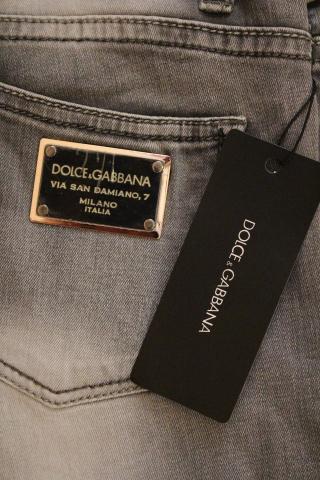 DOLCE&GABBANA
VIA SAN DAMIANO, 7
MILANO
ITALIA
DOLCE & GABBANA